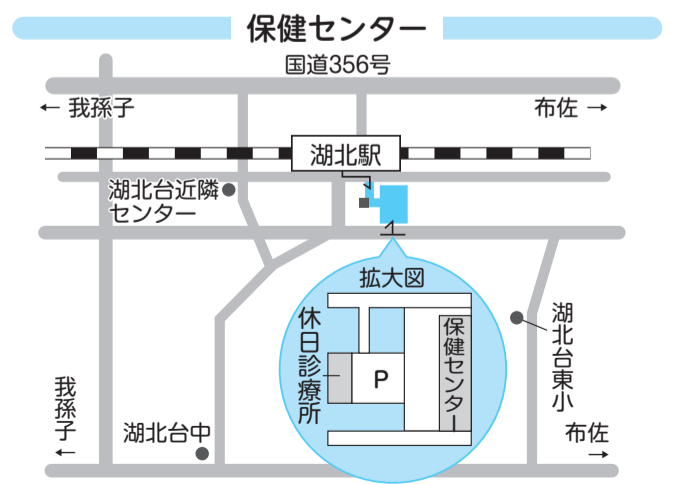 保健センター
国道356号
← 我孫子
布佐 →
湖北駅
湖北台近隣
センター
拡大図
休日診療所
P
保健センター
湖北台東小
我孫子
←
湖北台中
布佐
→